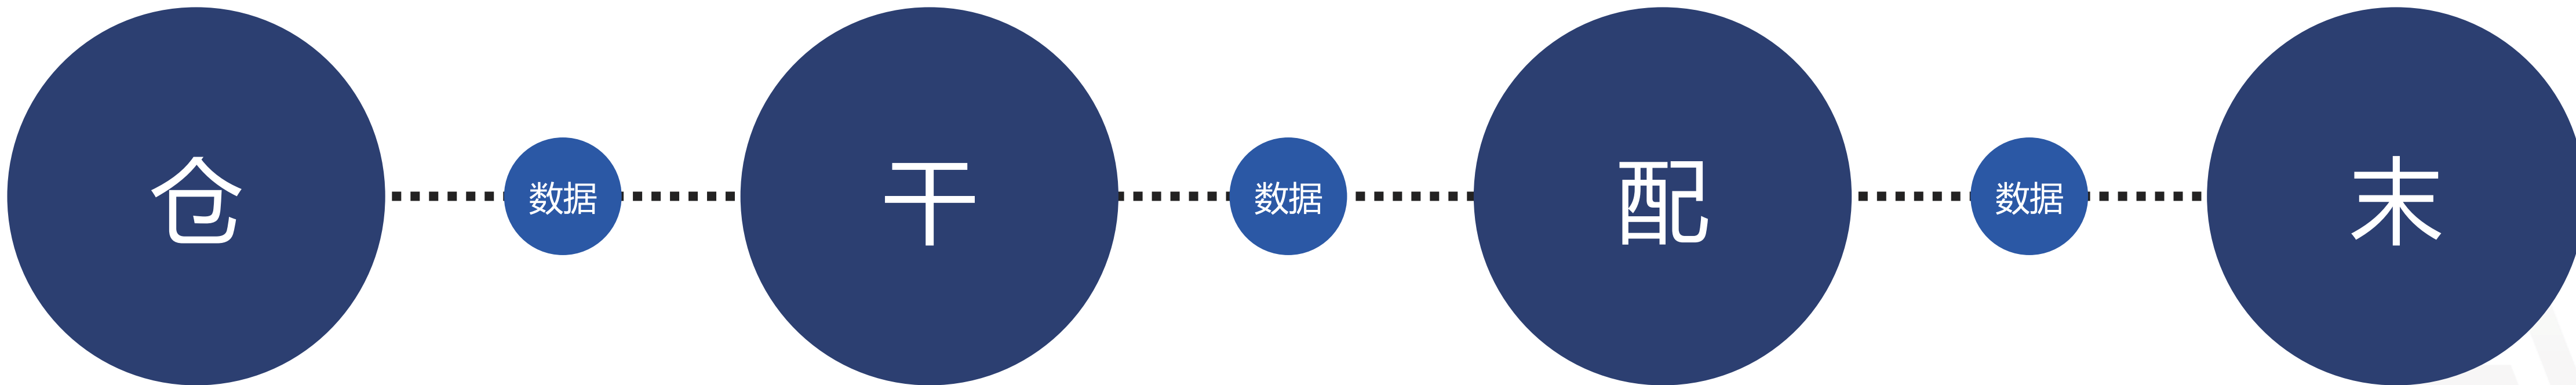 仓 数据 干 数据 配 数据 末